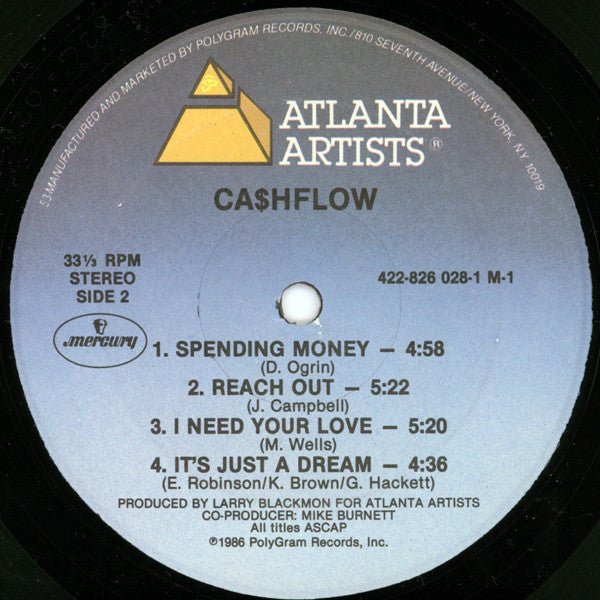 53 MANUFACTURED AND MARKETED BY POLYGRAM RECORDS, INC./810 SEVENTH AVENUE/NEW YORK, N.Y. 10019
ATLANTA
ARTISTS®
CA$HFLOW
33⅓ RPM
STEREO
SIDE 2
422-826 028-1 M-1
mercury
1. SPENDING MONEY — 4:58
(D. Ogrin)
2. REACH OUT — 5:22
(J. Campbell)
3. I NEED YOUR LOVE — 5:20
(M. Wells)
4. IT'S JUST A DREAM — 4:36
(E. Robinson/K. Brown/G. Hackett)
PRODUCED BY LARRY BLACKMON FOR ATLANTA ARTISTS
CO-PRODUCER: MIKE BURNETT
All titles ASCAP
℗1986 PolyGram Records, Inc.